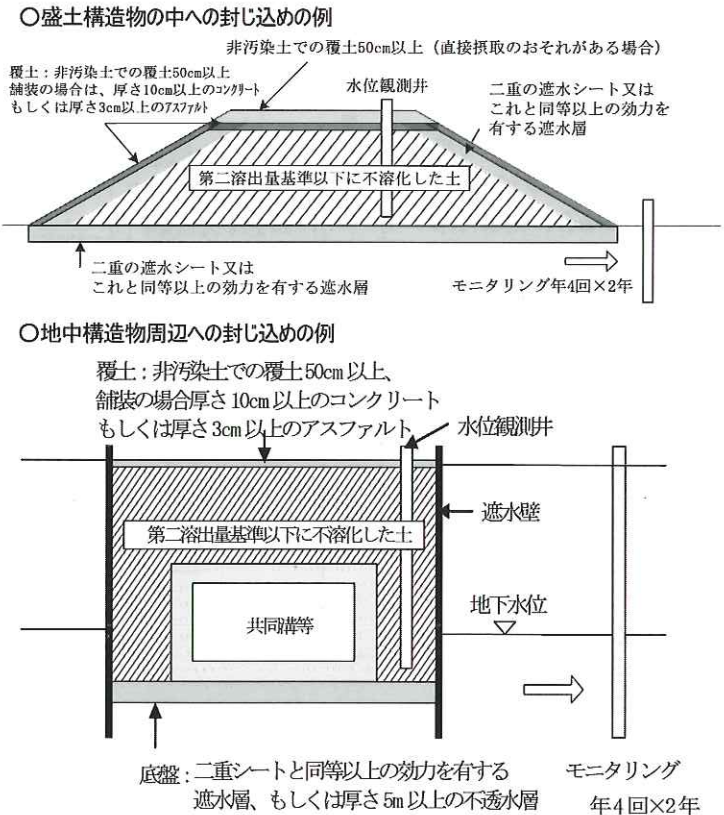 ○盛土構造物の中への封じ込めの例
非汚染土での覆土50cm以上（直接摂取のおそれがある場合）
覆土：非汚染土での覆土50cm以上
舗装の場合は、厚さ10cm以上のコンクリート
もしくは厚さ3cm以上のアスファルト
水位観測井
二重の遮水シート又は
これと同等以上の効力を
有する遮水層
第二溶出量基準以下に不溶化した土
二重の遮水シート又は
これと同等以上の効力を有する遮水層
モニタリング年4回×2年
○地中構造物周辺への封じ込めの例
覆土：非汚染土での覆土50cm以上、
舗装の場合厚さ10cm以上のコンクリート
もしくは厚さ3cm以上のアスファルト
水位観測井
第二溶出量基準以下に不溶化した土
遮水壁
共同溝等
地下水位
底盤：二重シートと同等以上の効力を有する
遮水層、もしくは厚さ5m以上の不透水層
モニタリング
年4回×2年